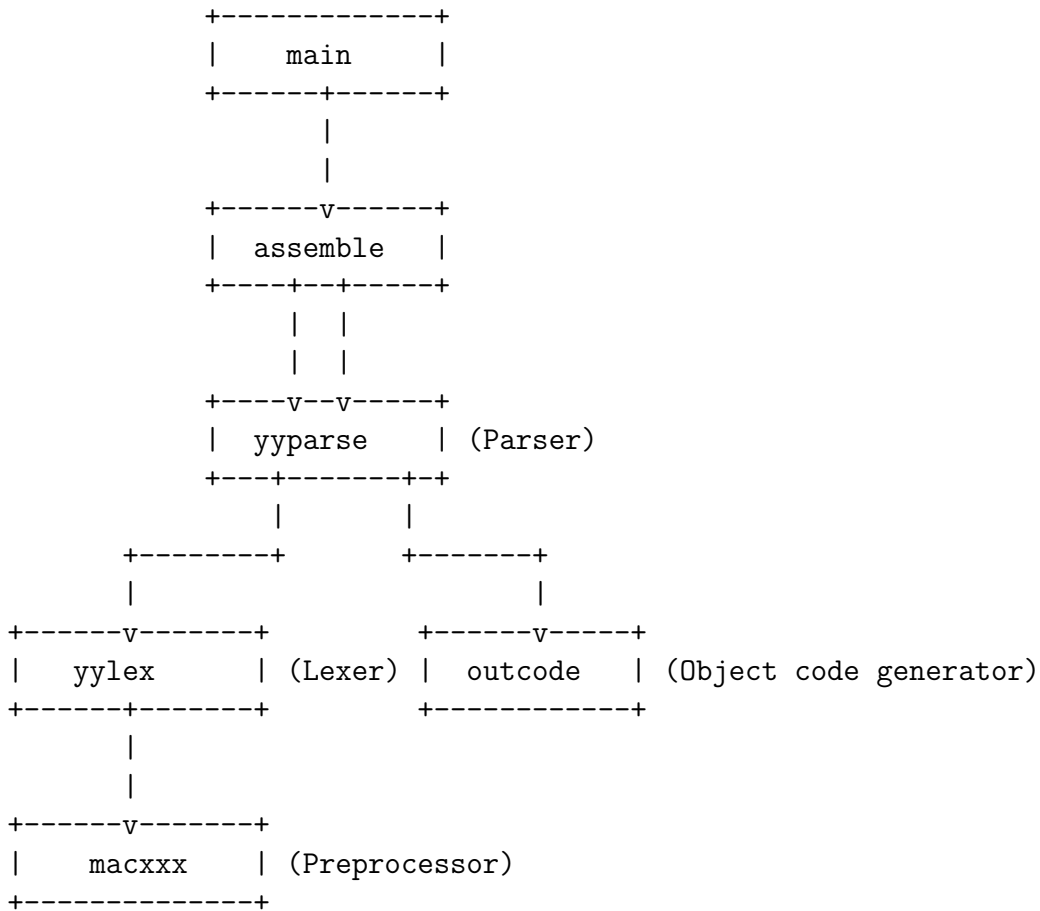 main
assemble
yyparse (Parser)
yylex (Lexer) outcode (Object code generator)
macxxx (Preprocessor)